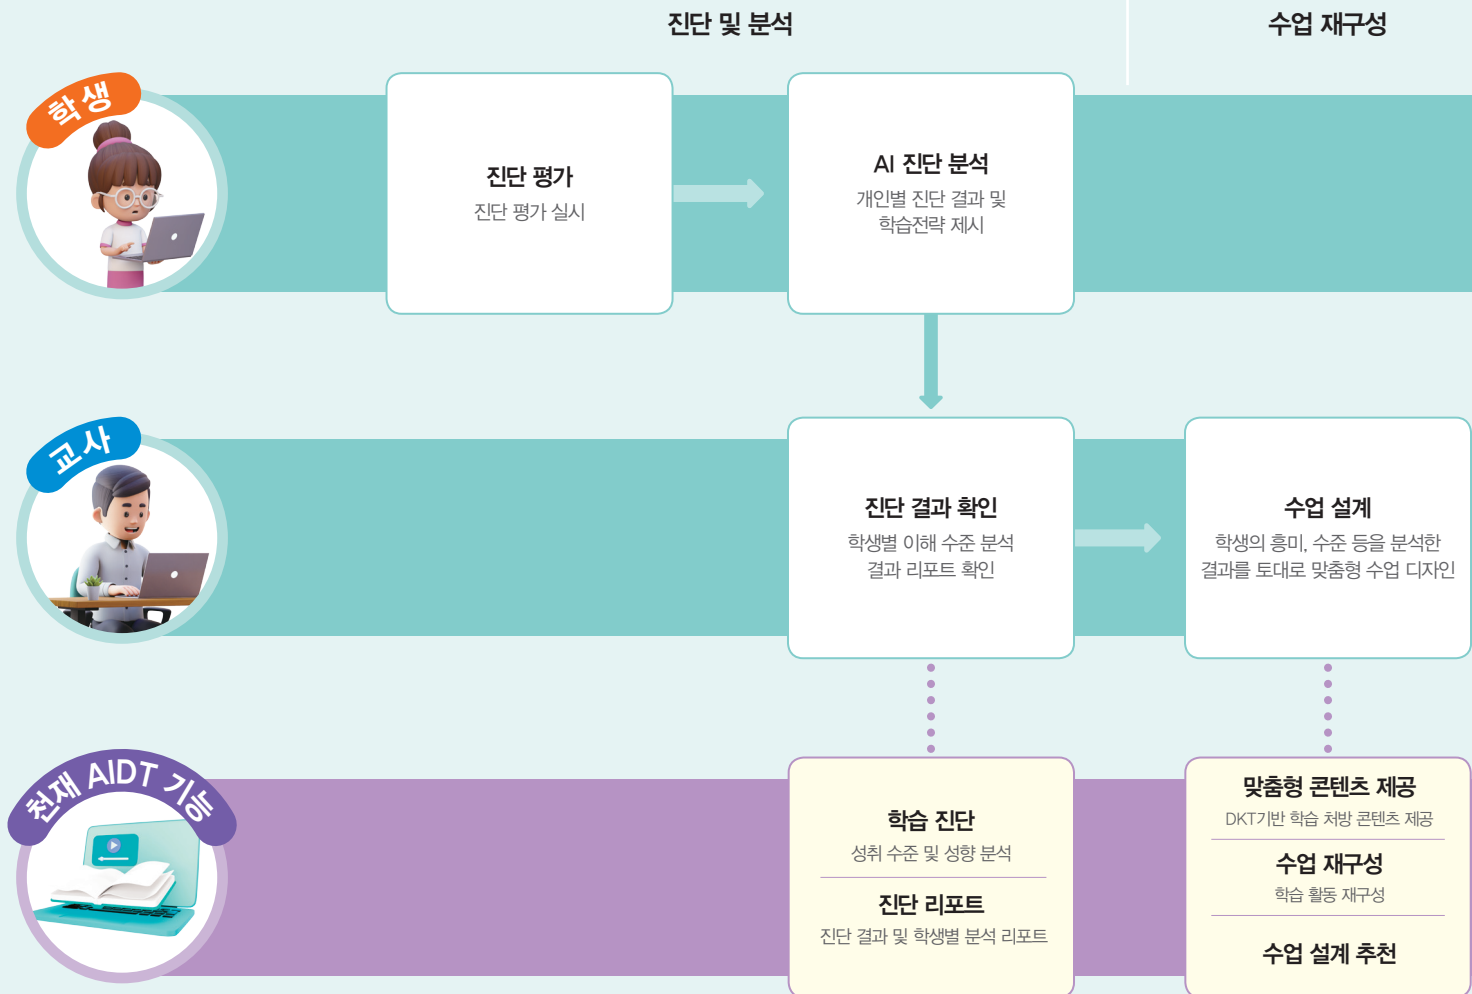 진단 및 분석
수업 재구성
학생
진단 평가
진단 평가 실시
AI 진단 분석
개인별 진단 결과 및
학습전략 제시
교사
진단 결과 확인
학생별 이해 수준 분석
결과 리포트 확인
수업 설계
학생의 흥미, 수준 등을 분석한
결과를 토대로 맞춤형 수업 디자인
천재 AIDT 기능
학습 진단
성취 수준 및 성향 분석
진단 리포트
진단 결과 및 학생별 분석 리포트
맞춤형 콘텐츠 제공
DKT기반 학습 처방 콘텐츠 제공
수업 재구성
학습 활동 재구성
수업 설계 추천